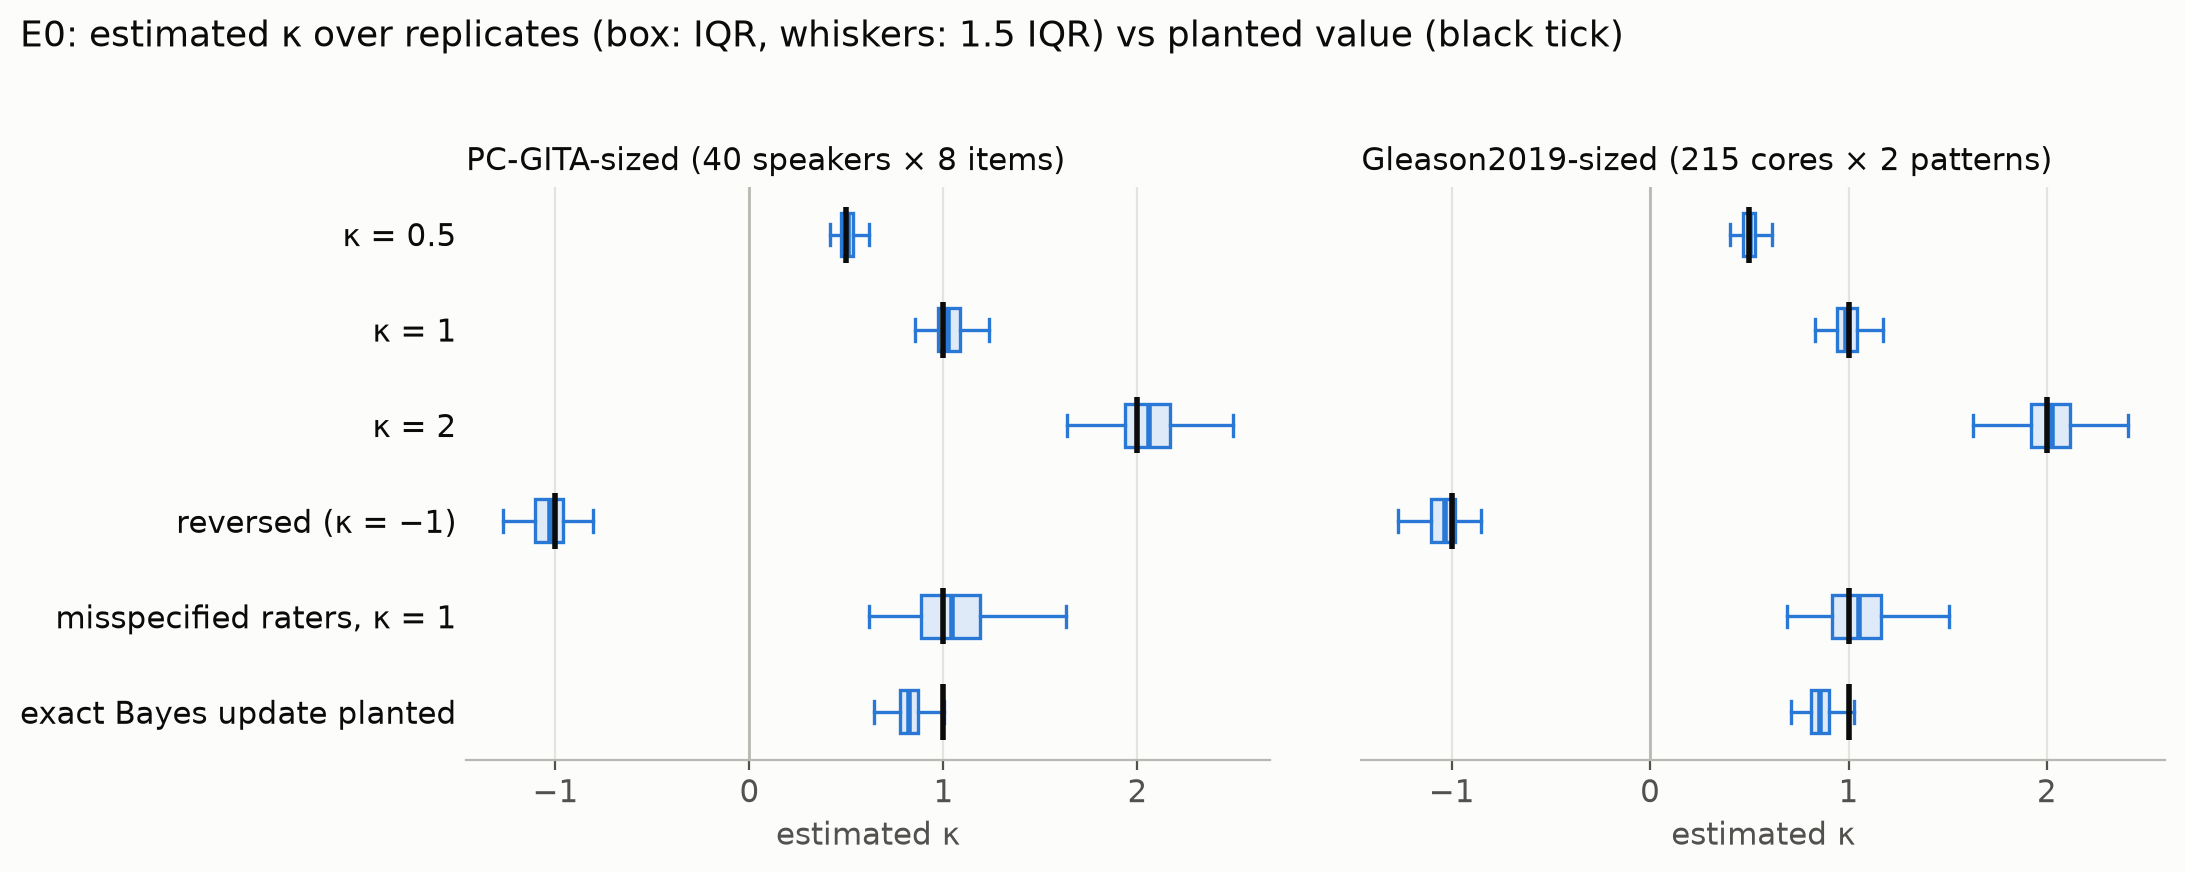 E0: estimated κ over replicates (box: IQR, whiskers: 1.5 IQR) vs planted value (black tick)
PC-GITA-sized (40 speakers × 8 items)
Gleason2019-sized (215 cores × 2 patterns)
κ = 0.5
κ = 1
κ = 2
reversed (κ = −1)
misspecified raters, κ = 1
exact Bayes update planted
−1 0 1 2
−1 0 1 2
estimated κ
estimated κ